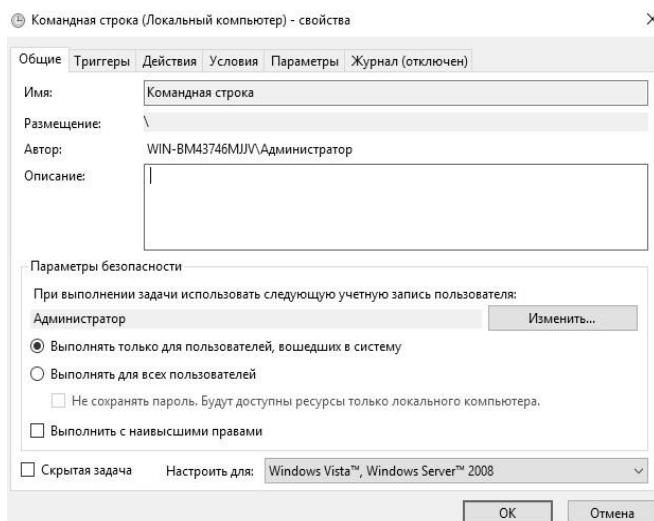 Командная строка (Локальный компьютер) - свойства
Общие Триггеры Действия Условия Параметры Журнал (отключен)
Имя: Командная строка
Размещение: \
Автор: WIN-BM43746MJJV\Администратор
Описание:
Параметры безопасности
При выполнении задачи использовать следующую учетную запись пользователя:
Администратор Изменить...
Выполнять только для пользователей, вошедших в систему
Выполнять для всех пользователей
Не сохранять пароль. Будут доступны ресурсы только локального компьютера.
Выполнить с наивысшими правами
Скрытая задача Настроить для: Windows Vista™, Windows Server™ 2008
OK Отмена